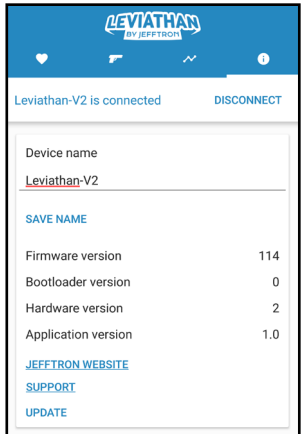 LEVIATHAN
BY JEFFTRON
Leviathan-V2 is connected DISCONNECT
Device name
Leviathan-V2
SAVE NAME
Firmware version 114
Bootloader version 0
Hardware version 2
Application version 1.0
JEFFTRON WEBSITE
SUPPORT
UPDATE